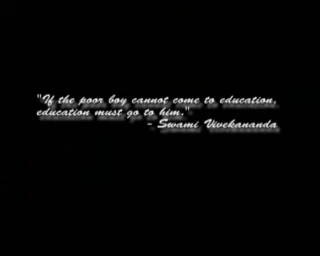 "If the poor boy cannot come to education,
education must go to him."
- Swami Vivekananda